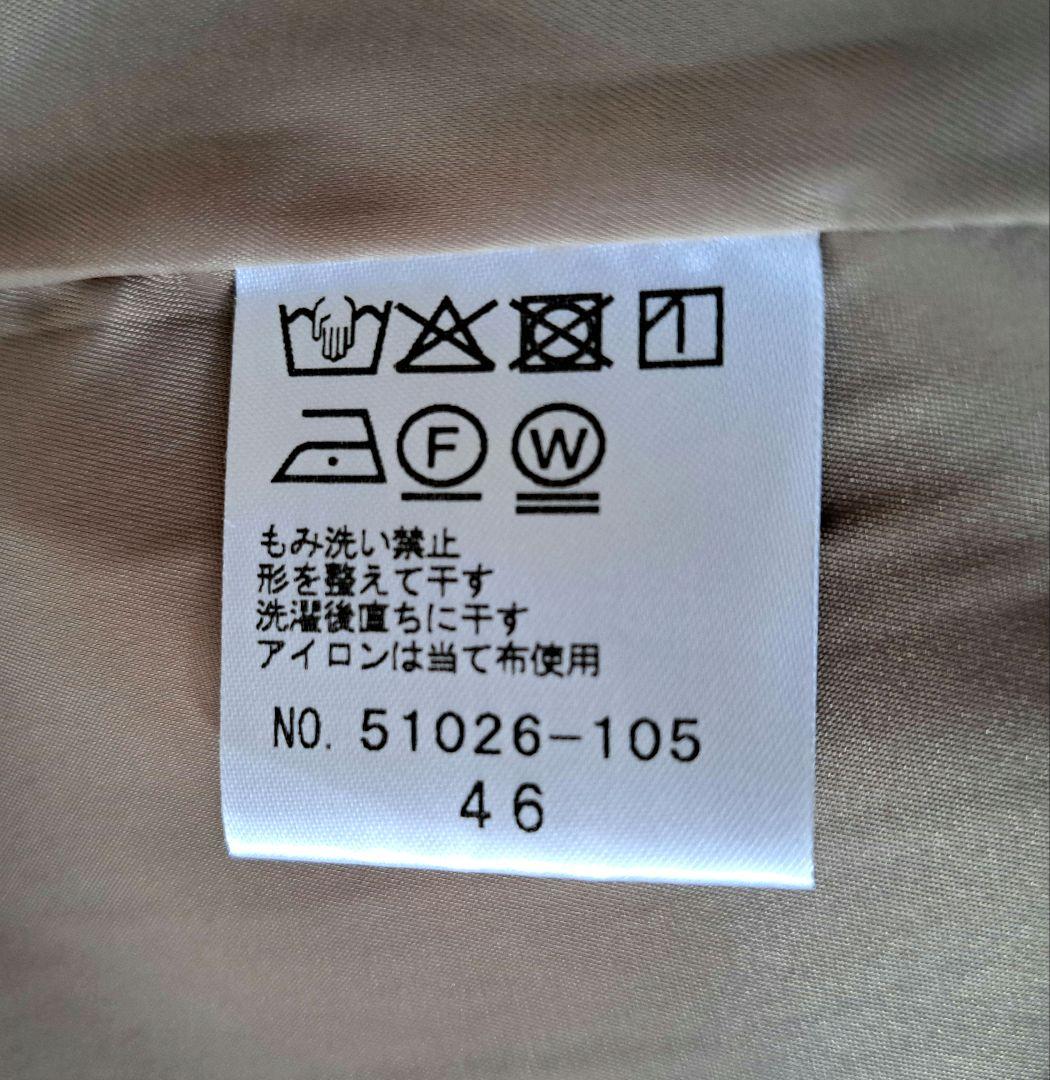 F W
もみ洗い禁止
形を整えて干す
洗濯後直ちに干す
アイロンは当て布使用
NO. 51026-105
46